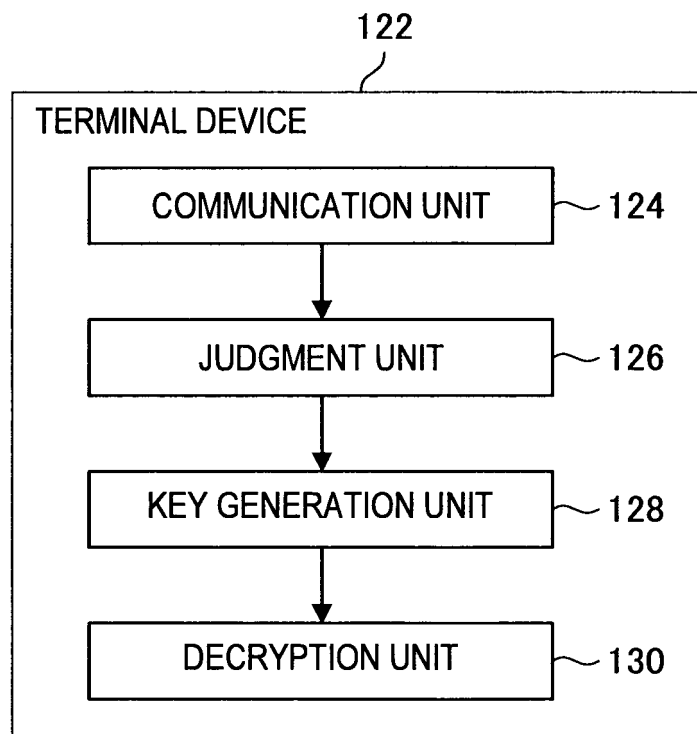 122
TERMINAL DEVICE
COMMUNICATION UNIT
124
JUDGMENT UNIT
126
KEY GENERATION UNIT
128
DECRYPTION UNIT
130